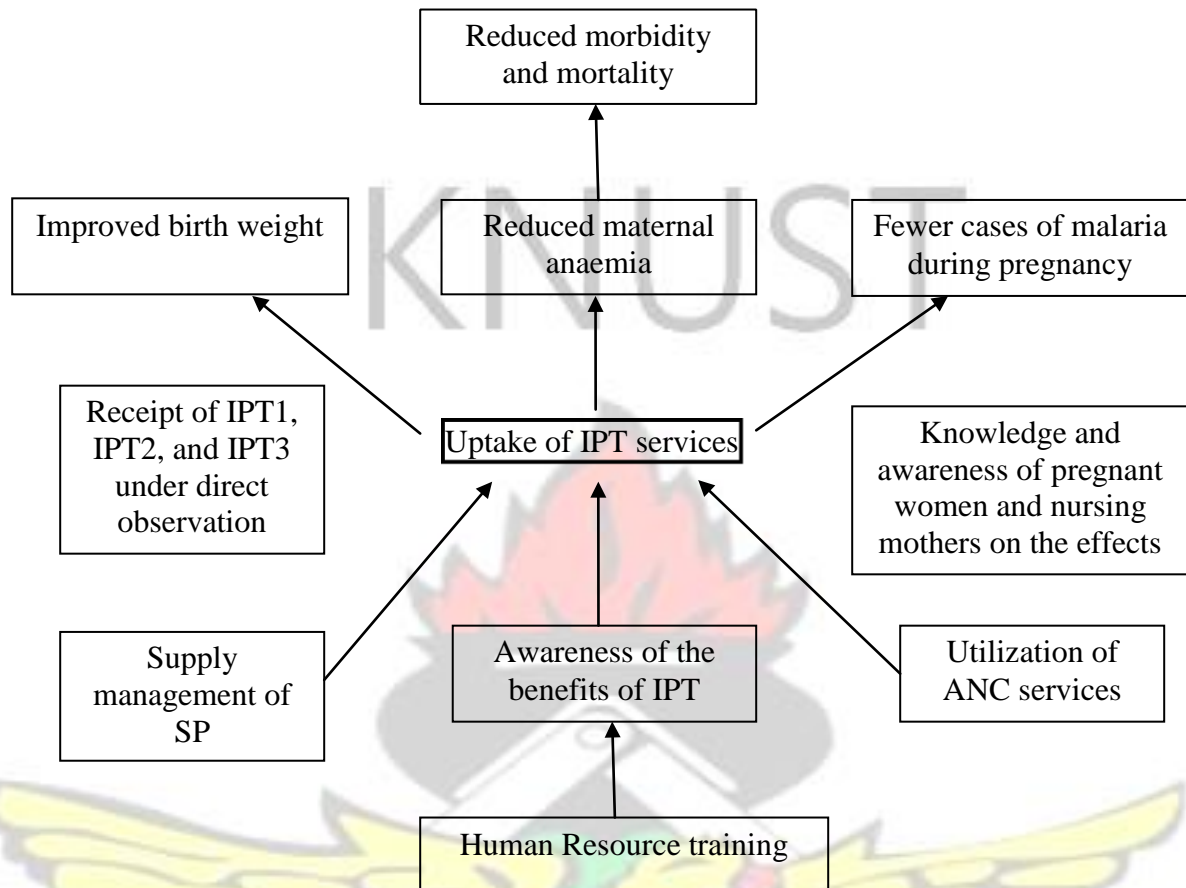 Reduced morbidity
and mortality
KNUST
Improved birth weight
Reduced maternal
anaemia
Fewer cases of malaria
during pregnancy
Receipt of IPT1,
IPT2, and IPT3
under direct
observation
Uptake of IPT services
Knowledge and
awareness of pregnant
women and nursing
mothers on the effects
Supply
management of
SP
Awareness of the
benefits of IPT
Utilization of
ANC services
Human Resource training